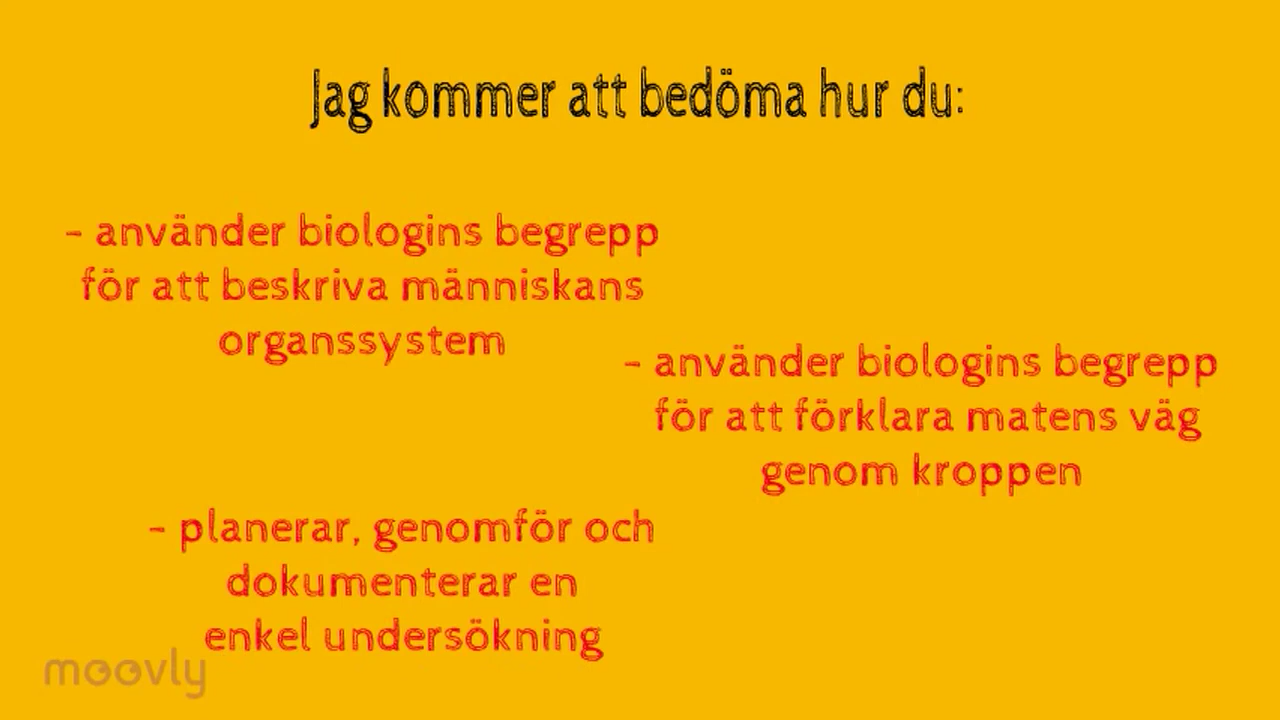 Jag kommer att bedöma hur du:
- använder biologins begrepp
för att beskriva människans
organssystem
- använder biologins begrepp
för att förklara matens väg
genom kroppen
- planerar, genomför och
dokumenterar en
enkel undersökning
moovly